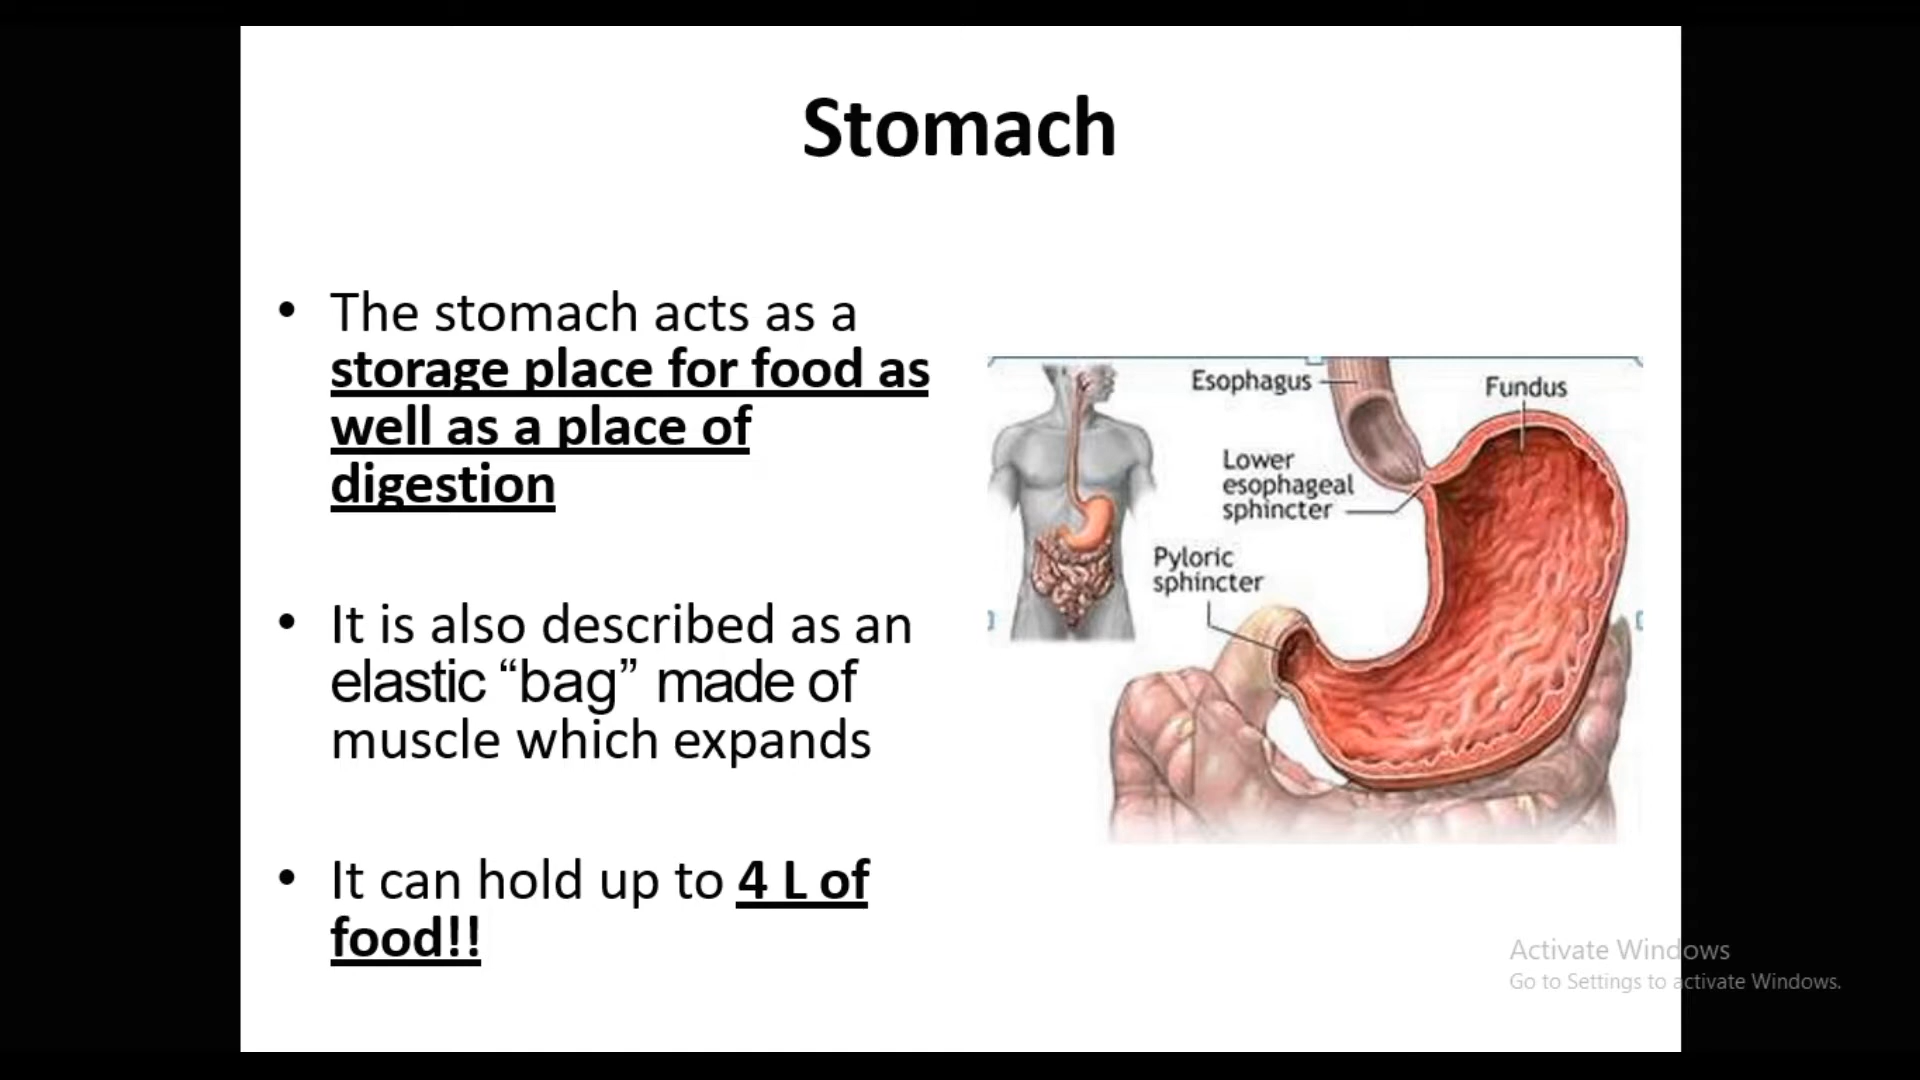 Stomach
• The stomach acts as a
storage place for food as
well as a place of
digestion
• It is also described as an
elastic “bag” made of
muscle which expands
• It can hold up to 4 L of
food!!
Esophagus
Fundus
Lower
esophageal
sphincter
Pyloric
sphincter
Activate Windows
Go to Settings to activate Windows.